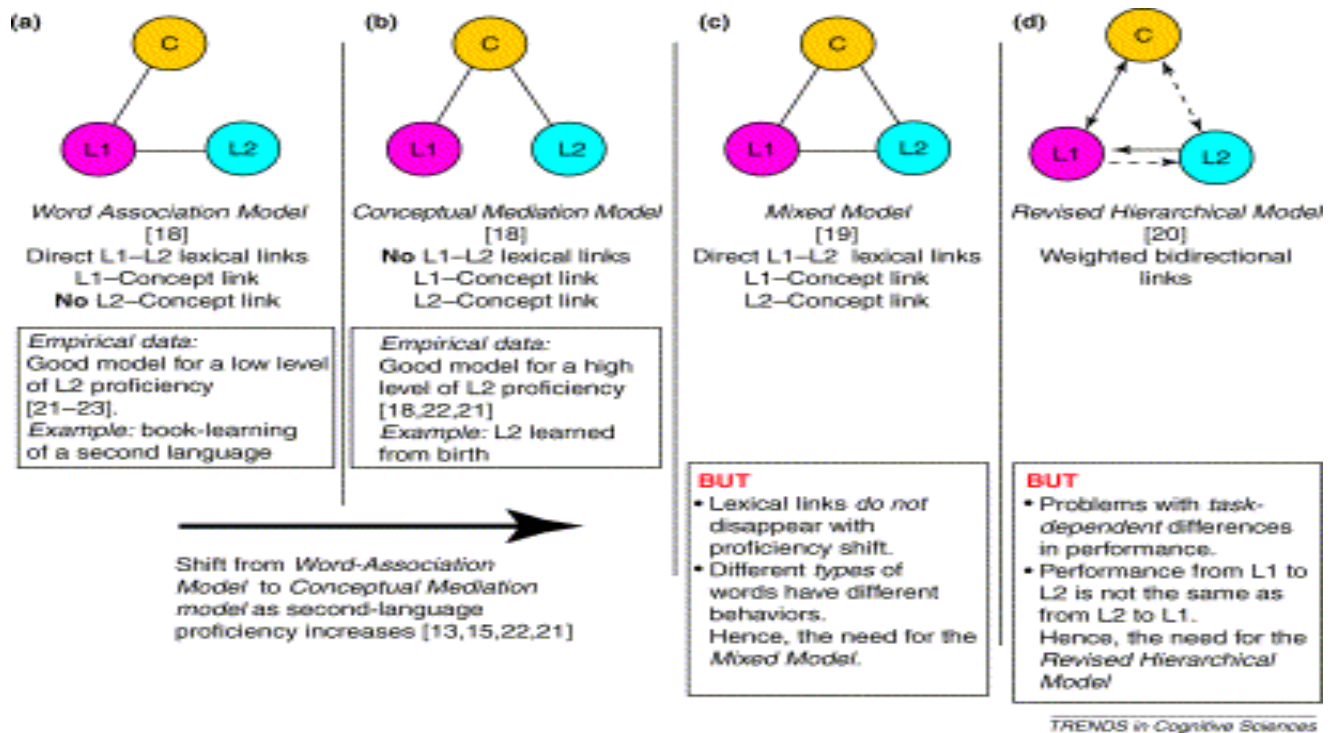 (a)
C
L1
L2
Word Association Model
[18]
Direct L1–L2 lexical links
L1–Concept link
No L2–Concept link
Empirical data:
Good model for a low level
of L2 proficiency
[21–23].
Example: book-learning
of a second language
(b)
C
L1
L2
Conceptual Mediation Model
[18]
No L1–L2 lexical links
L1–Concept link
L2–Concept link
Empirical data:
Good model for a high
level of L2 proficiency
[18,22,21]
Example: L2 learned
from birth
Shift from Word-Association
Model to Conceptual Mediation
model as second-language
proficiency increases [13,15,22,21]
(c)
C
L1
L2
Mixed Model
[19]
Direct L1–L2 lexical links
L1–Concept link
L2–Concept link
BUT
• Lexical links do not
disappear with
proficiency shift.
• Different types of
words have different
behaviors.
Hence, the need for the
Mixed Model.
(d)
C
L1
L2
Revised Hierarchical Model
[20]
Weighted bidirectional
links
BUT
• Problems with task-
dependent differences
in performance.
• Performance from L1 to
L2 is not the same as
from L2 to L1.
Hence, the need for the
Revised Hierarchical
Model
TRENDS in Cognitive Sciences